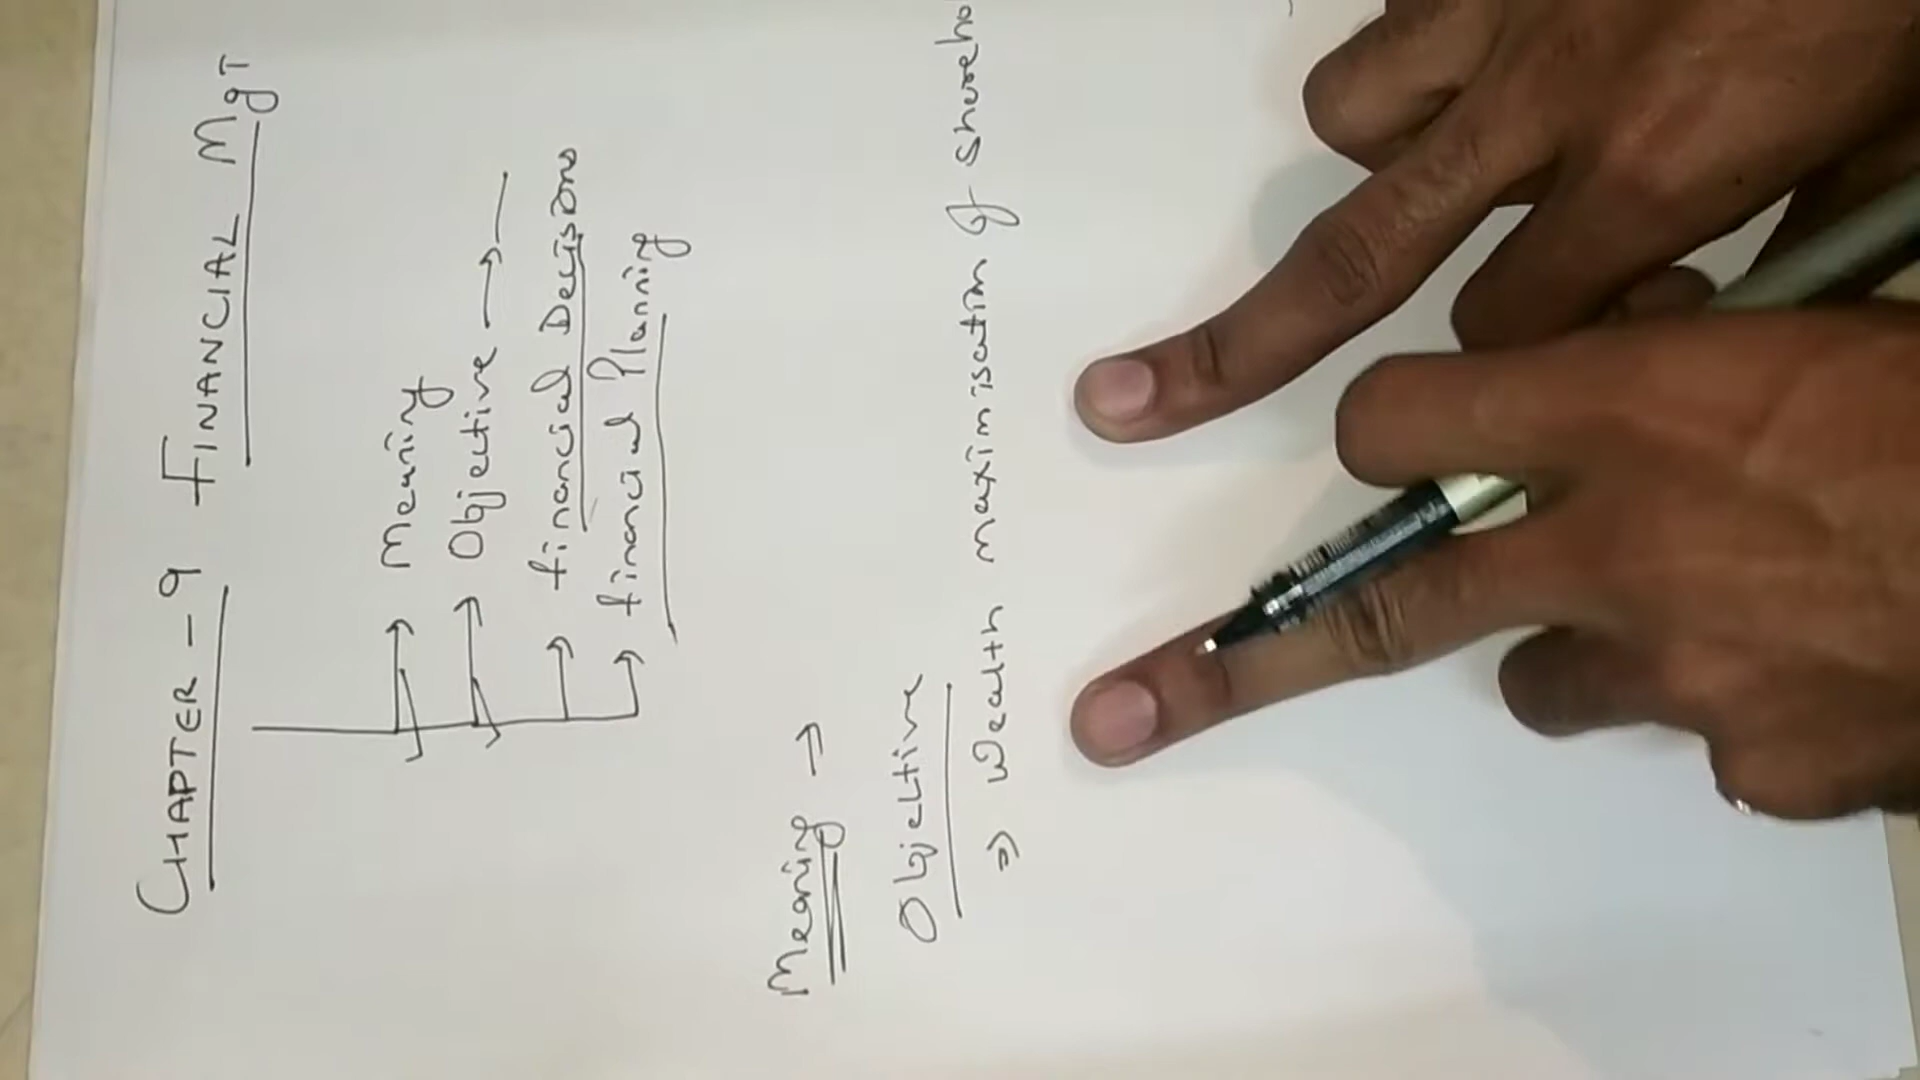 CHAPTER - 9 FINANCIAL MgT
→ Meaning
→ Objective → —
→ financial Decisions
→ financial Planning
Meaning →
Objective
⇒ Wealth maximisation of shareho